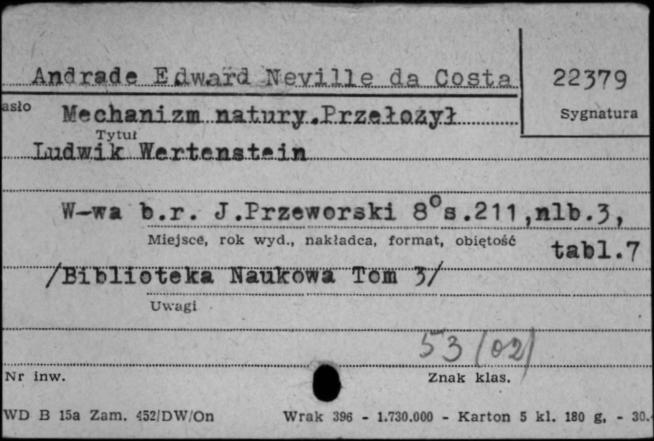 Andrade Edward Neville da Costa
22379
asło
Sygnatura
Mechanizm natury.Przełożył
Tytuł
Ludwik Wertenstein
W-wa b.r. J.Przeworski 8° s.211,nlb.3,
Miejsce, rok wyd., nakładca, format, obiętość
tabl.7
/Biblioteka Naukowa Tom 3/
Uwagi
53 (02)
Nr inw.
Znak klas.
WD B 15a Zam. 452/DW/On Wrak 396 - 1.730.000 - Karton 5 kl. 180 g. - 30.